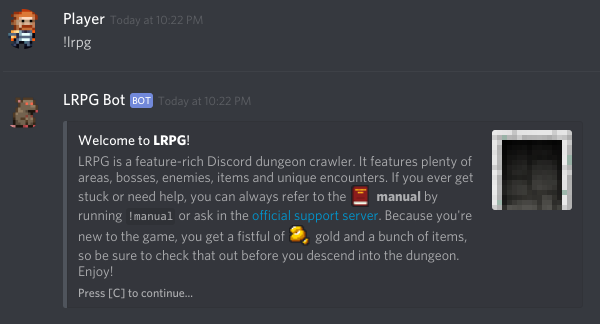 Player Today at 10:22 PM
!lrpg
LRPG Bot BOT Today at 10:22 PM
Welcome to LRPG!
LRPG is a feature-rich Discord dungeon crawler. It features plenty of
areas, bosses, enemies, items and unique encounters. If you ever get
stuck or need help, you can always refer to the manual by
running !manual or ask in the official support server. Because you're
new to the game, you get a fistful of gold and a bunch of items,
so be sure to check that out before you descend into the dungeon.
Enjoy!
Press [C] to continue...